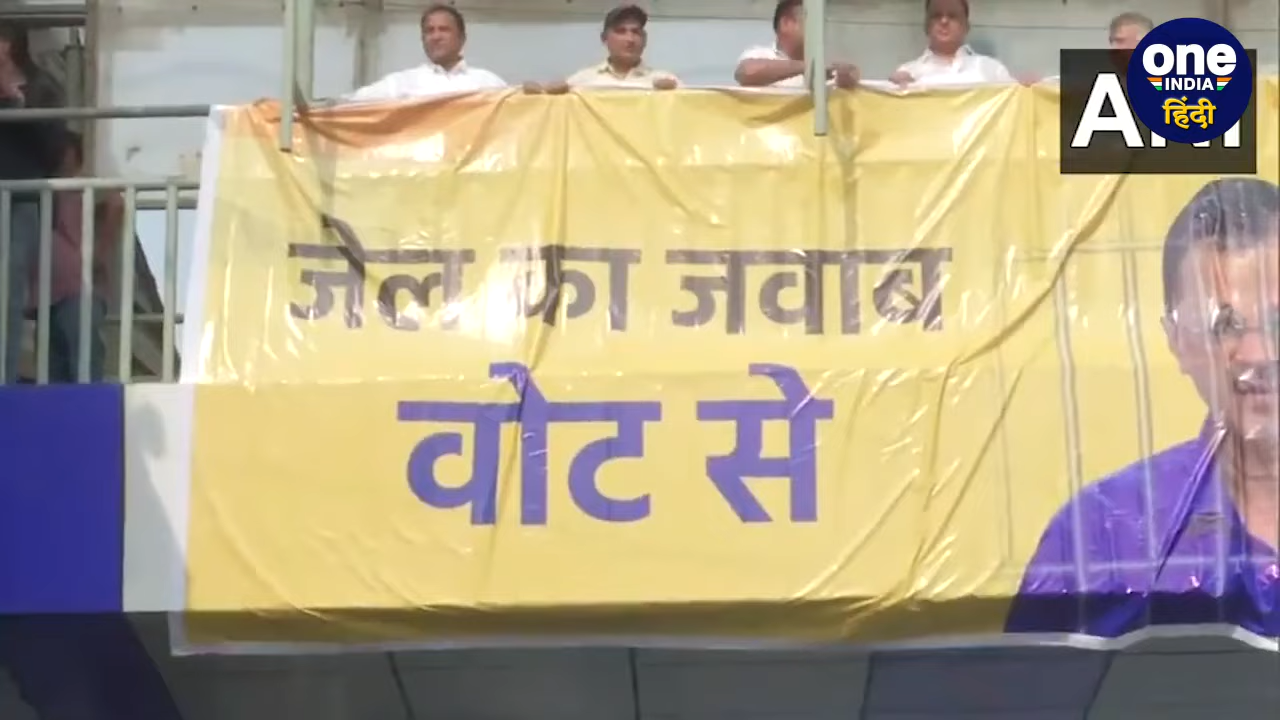 one
INDIA
हिंदी
जेल का जवाब
वोट से